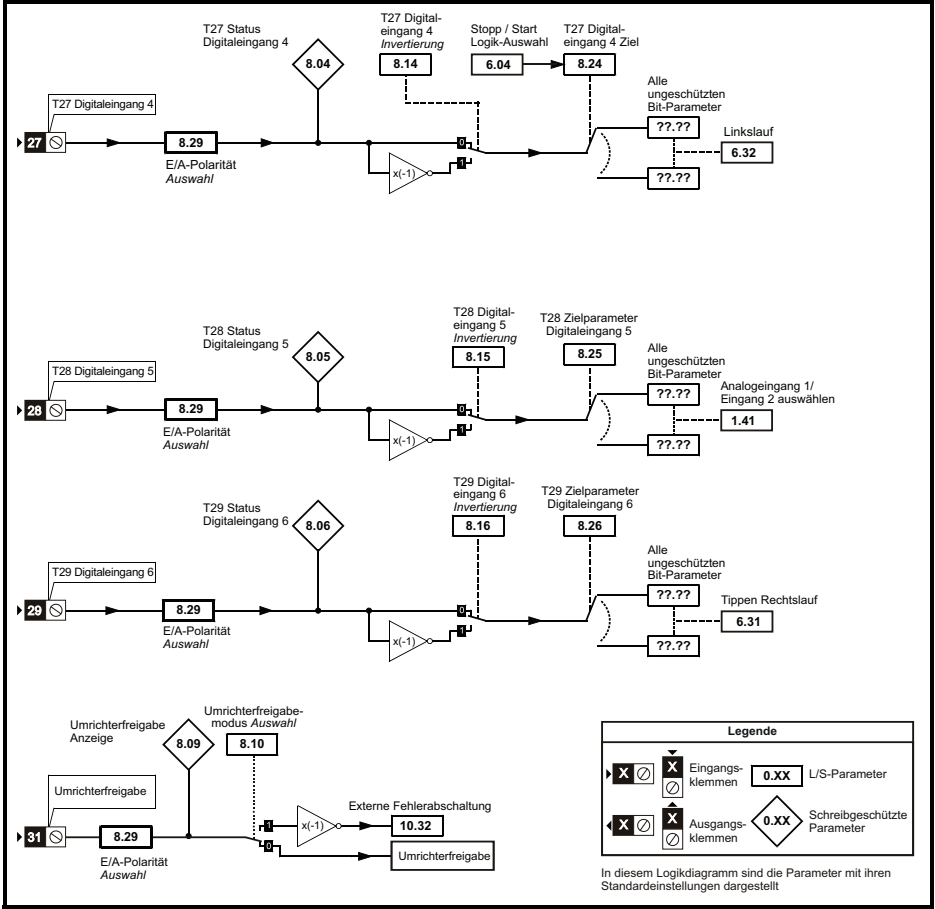 T27 Status
Digitaleingang 4
8.04
T27 Digital-
eingang 4
Invertierung
8.14
Stopp / Start
Logik-Auswahl
6.04
T27 Digital-
eingang 4 Ziel
8.24
Alle
ungeschützten
Bit-Parameter
??.??
??.??
Linkslauf
6.32
T27 Digitaleingang 4
27
8.29
E/A-Polarität
Auswahl
x(-1)
0
1
T28 Status
Digitaleingang 5
8.05
T28 Digital-
eingang 5
Invertierung
8.15
T28 Zielparameter
Digitaleingang 5
8.25
Alle
ungeschützten
Bit-Parameter
??.??
??.??
Analogeingang 1/
Eingang 2 auswählen
1.41
T28 Digitaleingang 5
28
8.29
E/A-Polarität
Auswahl
x(-1)
0
1
T29 Status
Digitaleingang 6
8.06
T29 Digital-
eingang 6
Invertierung
8.16
T29 Zielparameter
Digitaleingang 6
8.26
Alle
ungeschützten
Bit-Parameter
??.??
??.??
Tippen Rechtslauf
6.31
T29 Digitaleingang 6
29
8.29
E/A-Polarität
Auswahl
x(-1)
0
1
Umrichterfreigabe
Anzeige
8.09
Umrichterfreigabe-
modus Auswahl
8.10
Umrichterfreigabe
31
8.29
E/A-Polarität
Auswahl
1
0
x(-1)
Externe Fehlerabschaltung
10.32
Umrichterfreigabe
Legende
X
X
Eingangs-
klemmen
0.XX
L/S-Parameter
X
X
Ausgangs-
klemmen
0.XX
Schreibgeschützte
Parameter
In diesem Logikdiagramm sind die Parameter mit ihren
Standardeinstellungen dargestellt